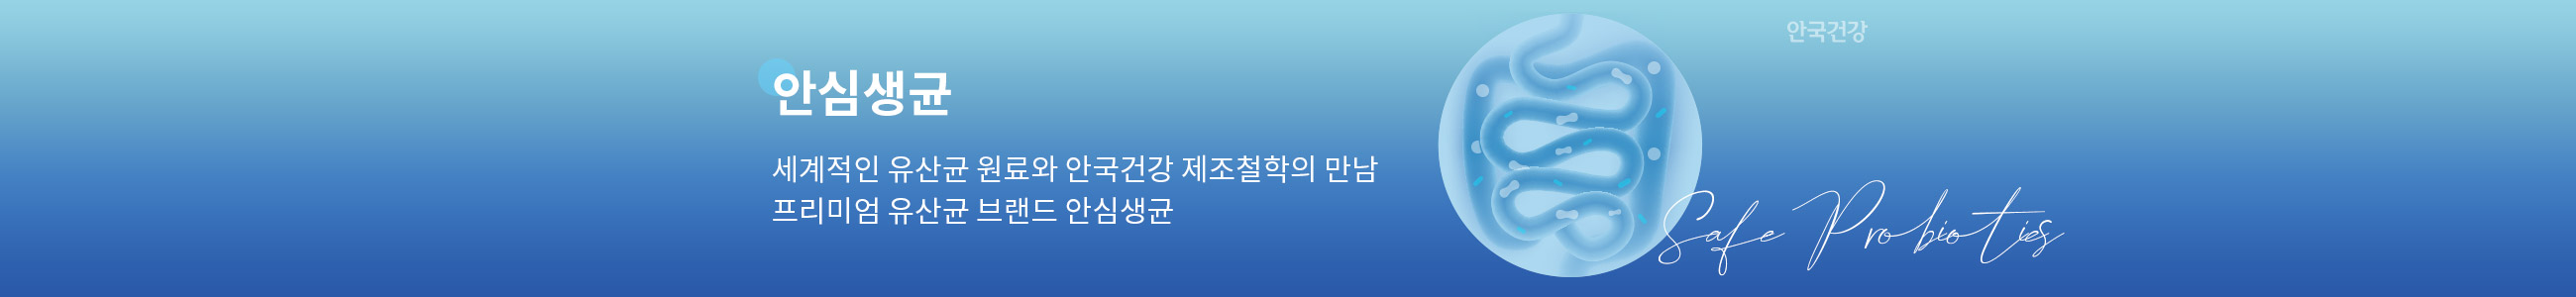 안심생균
세계적인 유산균 원료와 안국건강 제조철학의 만남
프리미엄 유산균 브랜드 안심생균
안국건강
Safe Probioties